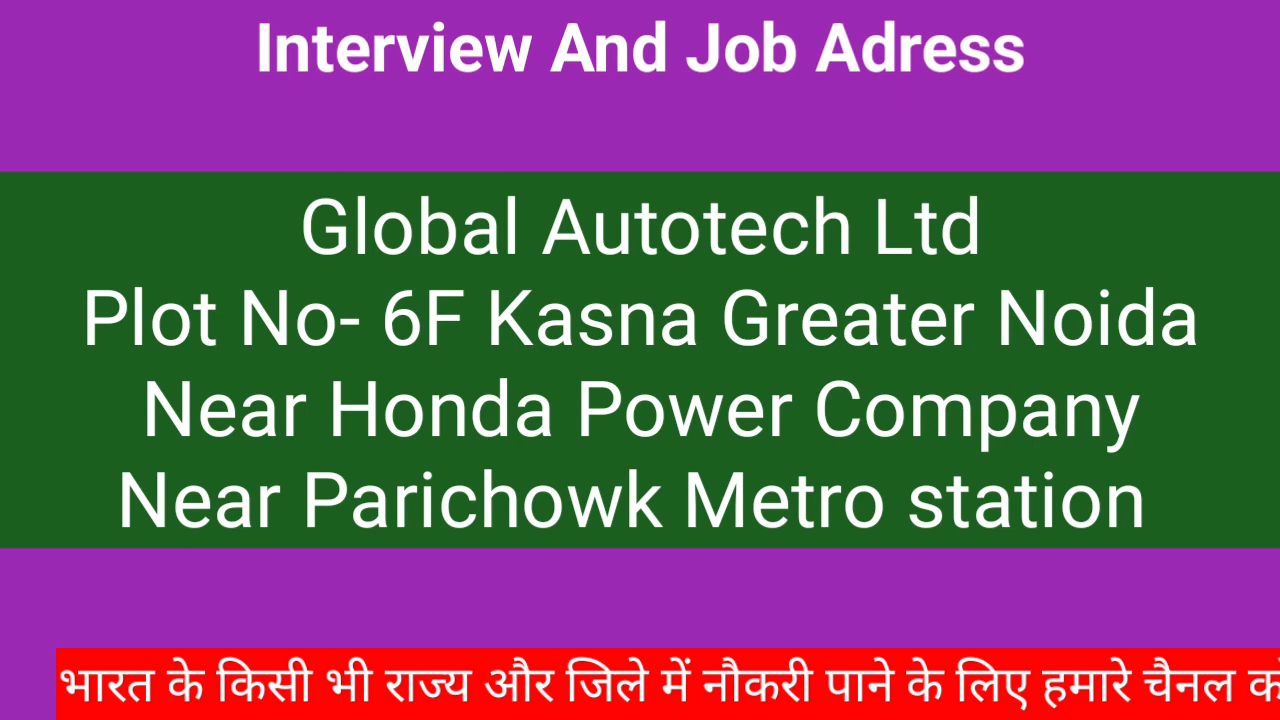 Interview And Job Adress
Global Autotech Ltd
Plot No- 6F Kasna Greater Noida
Near Honda Power Company
Near Parichowk Metro station
भारत के किसी भी राज्य और जिले में नौकरी पाने के लिए हमारे चैनल